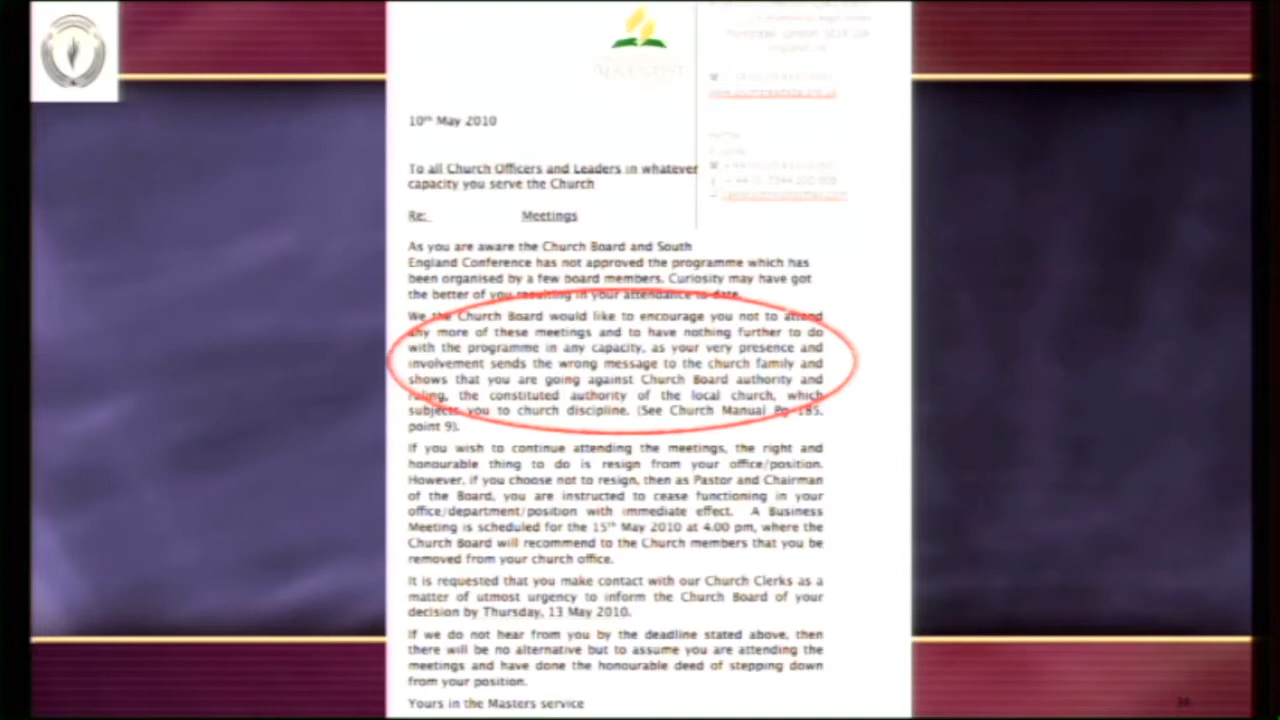 10th May 2010
To all Church Officers and Leaders in whatever
capacity you serve the Church
Re: Meetings
As you are aware the Church Board and South
England Conference has not approved the programme which has
been organised by a few board members. Curiosity may have got
the better of you resulting in your attendance to date.
We the Church Board would like to encourage you not to attend
any more of these meetings and to have nothing further to do
with the programme in any capacity, as your very presence and
involvement sends the wrong message to the church family and
shows that you are going against Church Board authority and
ruling, the constituted authority of the local church, which
subjects you to church discipline. (See Church Manual Pg 185,
point 9).
If you wish to continue attending the meetings, the right and
honourable thing to do is resign from your office/position.
However, if you choose not to resign, then as Pastor and Chairman
of the Board, you are instructed to cease functioning in your
office/department/position with immediate effect. A Business
Meeting is scheduled for the 15th May 2010 at 4.00 pm, where the
Church Board will recommend to the Church members that you be
removed from your church office.
It is requested that you make contact with our Church Clerks as a
matter of utmost urgency to inform the Church Board of your
decision by Thursday, 13 May 2010.
If we do not hear from you by the deadline stated above, then
there will be no alternative but to assume you are attending the
meetings and have done the honourable deed of stepping down
from your position.
Yours in the Masters service